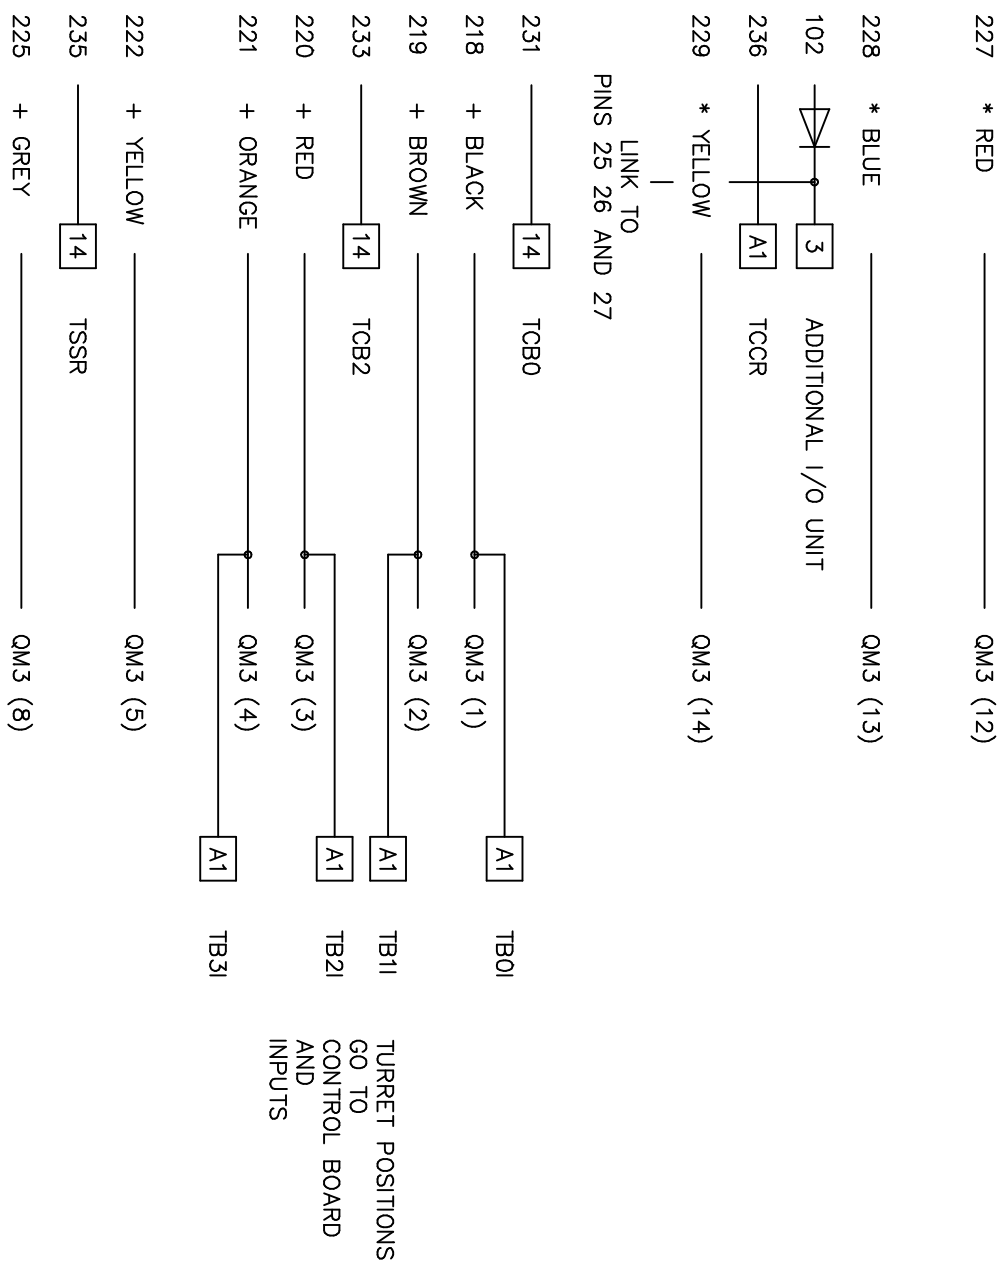 227 * RED QM3 (12)
228 * BLUE QM3 (13)
102 3 ADDITIONAL I/O UNIT
236 A1 TCCR
229 * YELLOW QM3 (14)
LINK TO
PINS 25 26 AND 27
231 14 TCB0
A1 TB0I
218 + BLACK QM3 (1)
219 + BROWN QM3 (2)
A1 TB1I
233 14 TCB2
A1 TB2I
220 + RED QM3 (3)
221 + ORANGE QM3 (4)
A1 TB3I
TURRET POSITIONS
GO TO
CONTROL BOARD
AND
INPUTS
222 + YELLOW QM3 (5)
235 14 TSSR
225 + GREY QM3 (8)